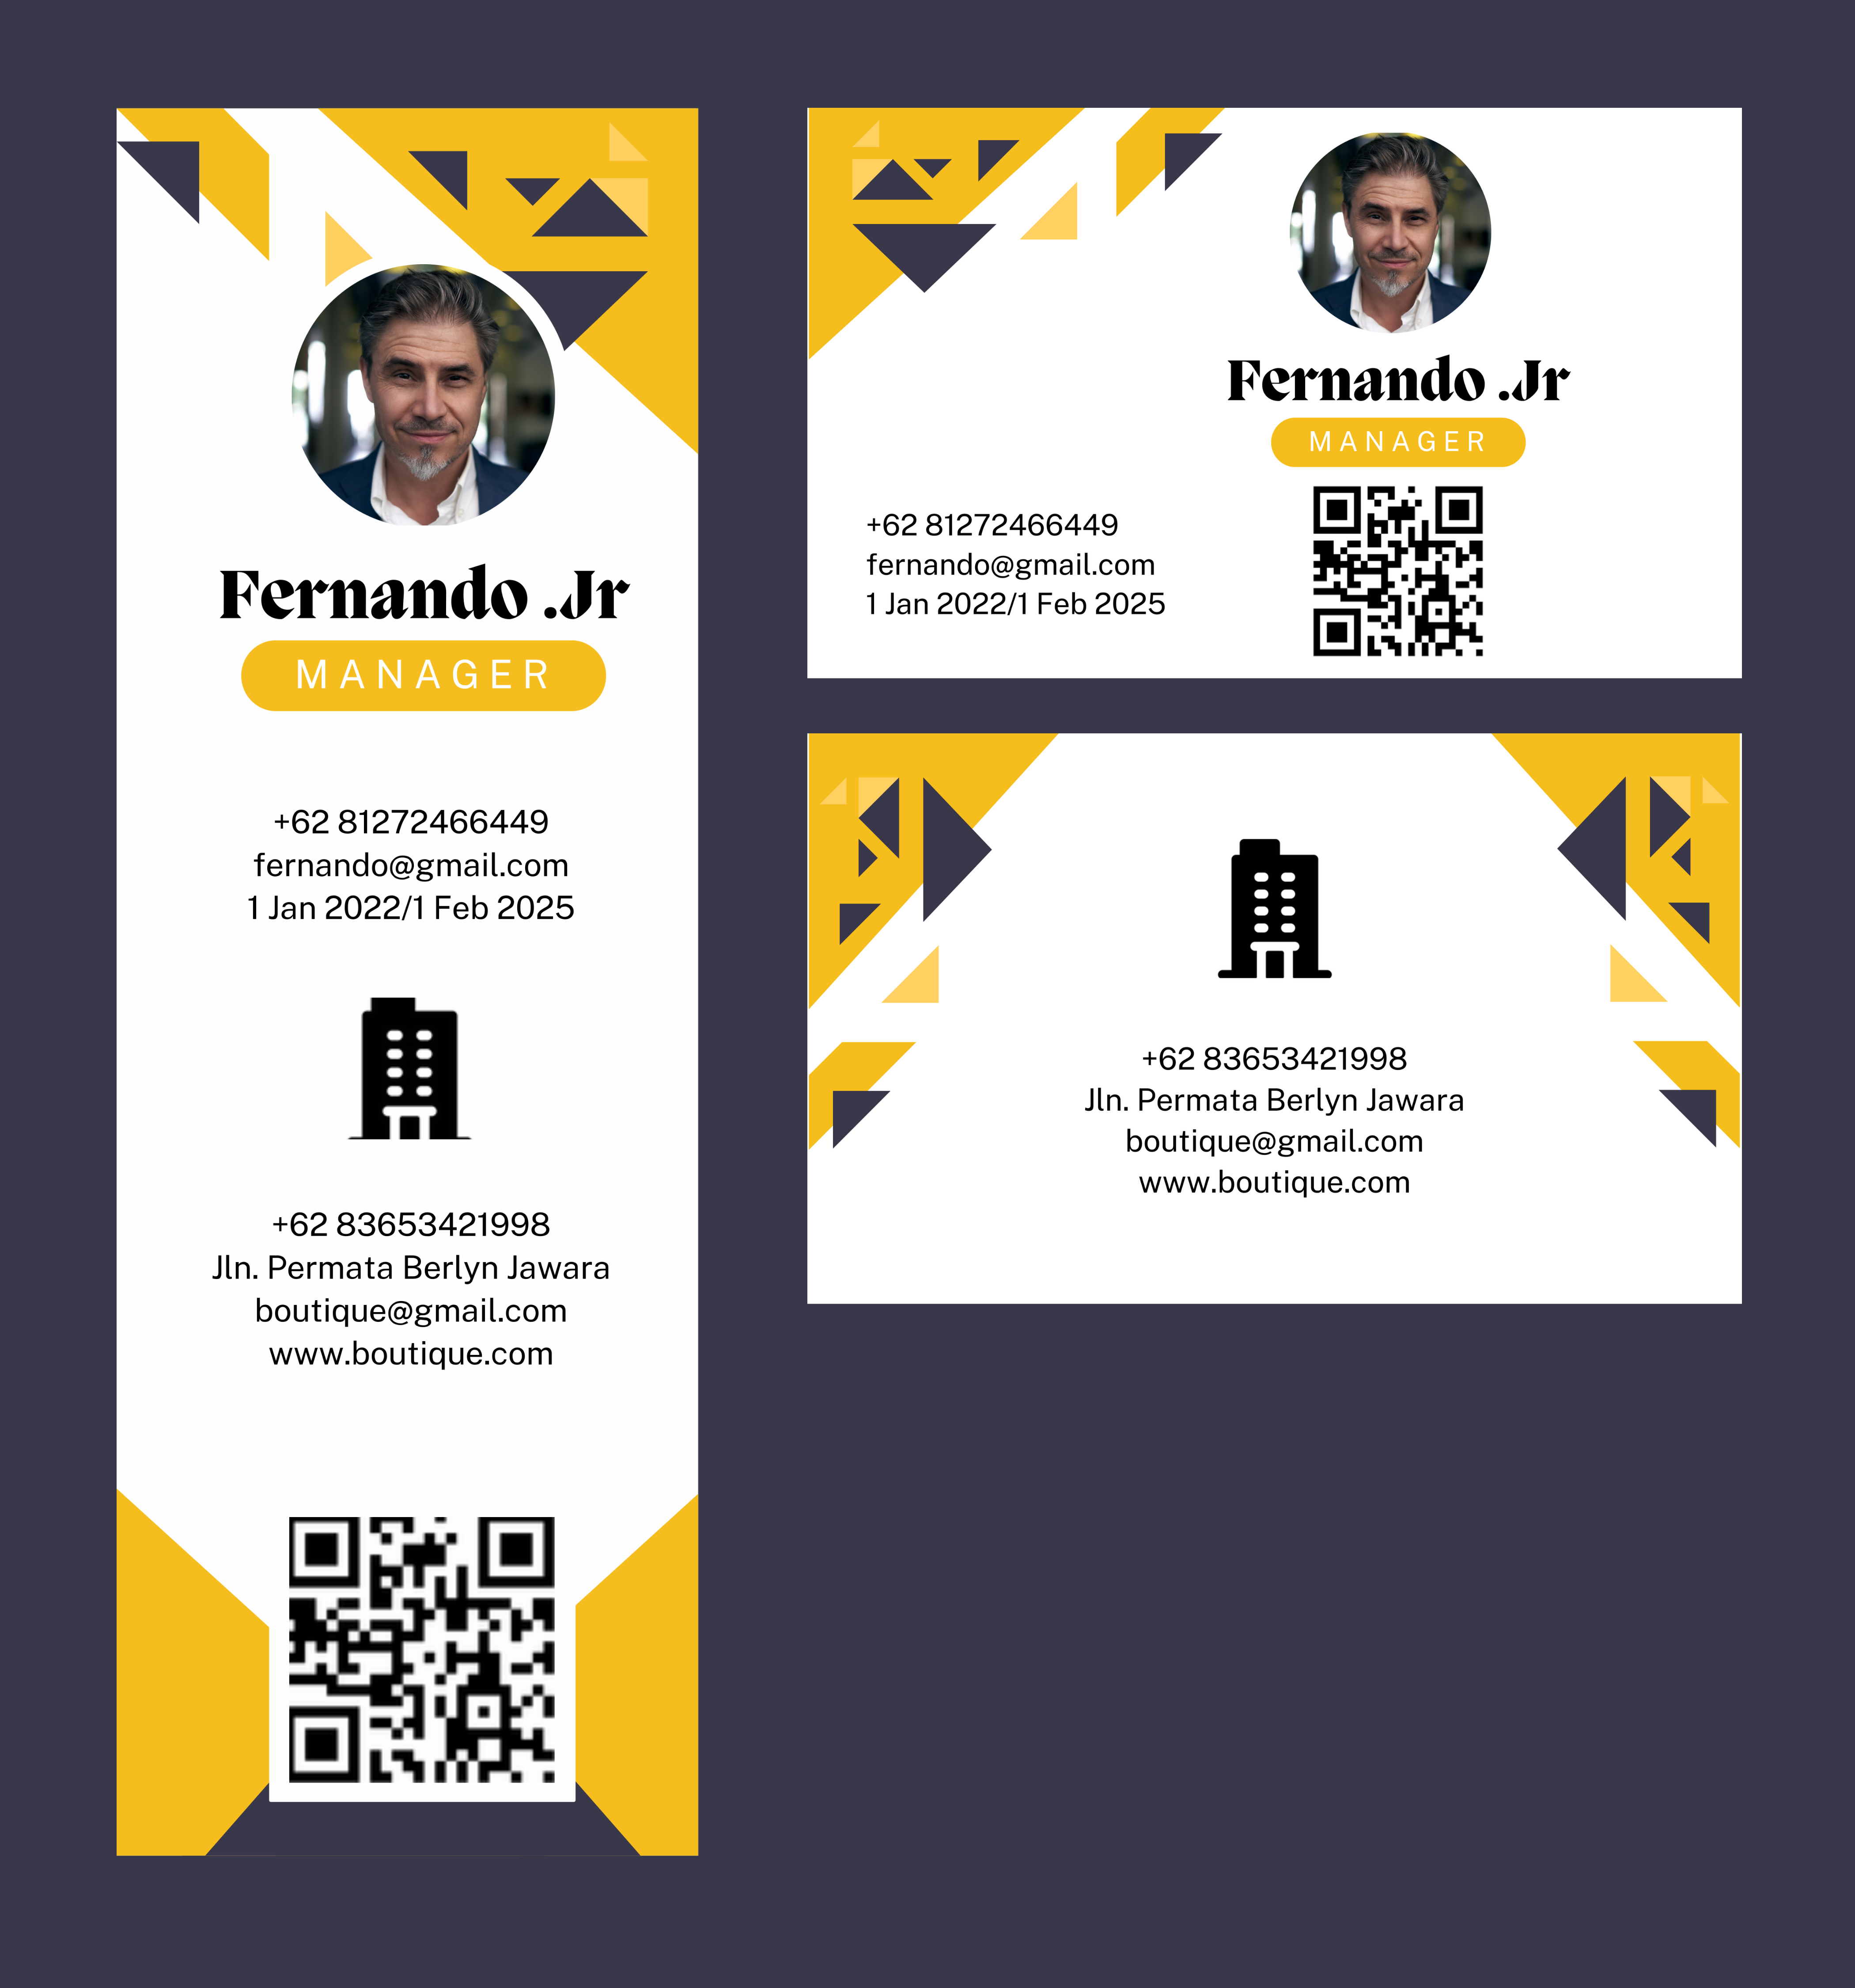 Fernando .Jr
MANAGER
+62 81272466449
fernando@gmail.com
1 Jan 2022/1 Feb 2025
+62 83653421998
Jln. Permata Berlyn Jawara
boutique@gmail.com
www.boutique.com
Fernando .Jr
MANAGER
+62 81272466449
fernando@gmail.com
1 Jan 2022/1 Feb 2025
+62 83653421998
Jln. Permata Berlyn Jawara
boutique@gmail.com
www.boutique.com